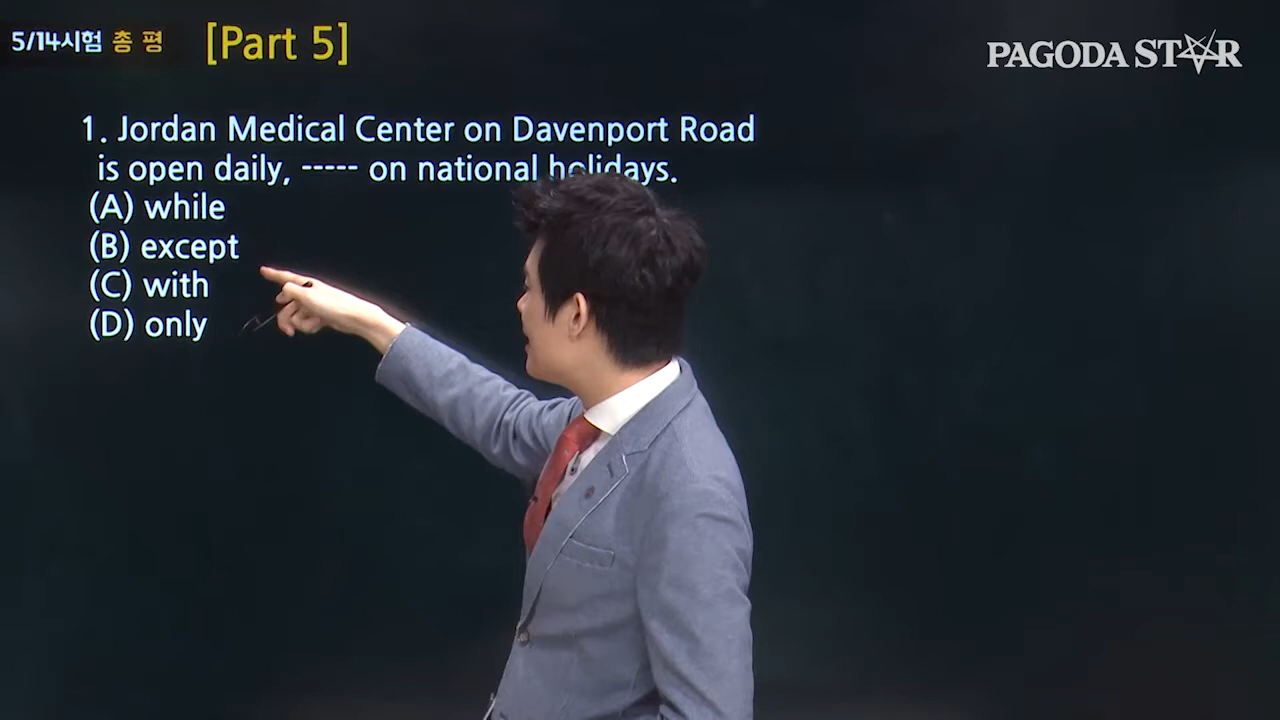 5/14시험 총 평 [Part 5]
PAGODA STAR
1. Jordan Medical Center on Davenport Road
is open daily, ----- on national holidays.
(A) while
(B) except
(C) with
(D) only